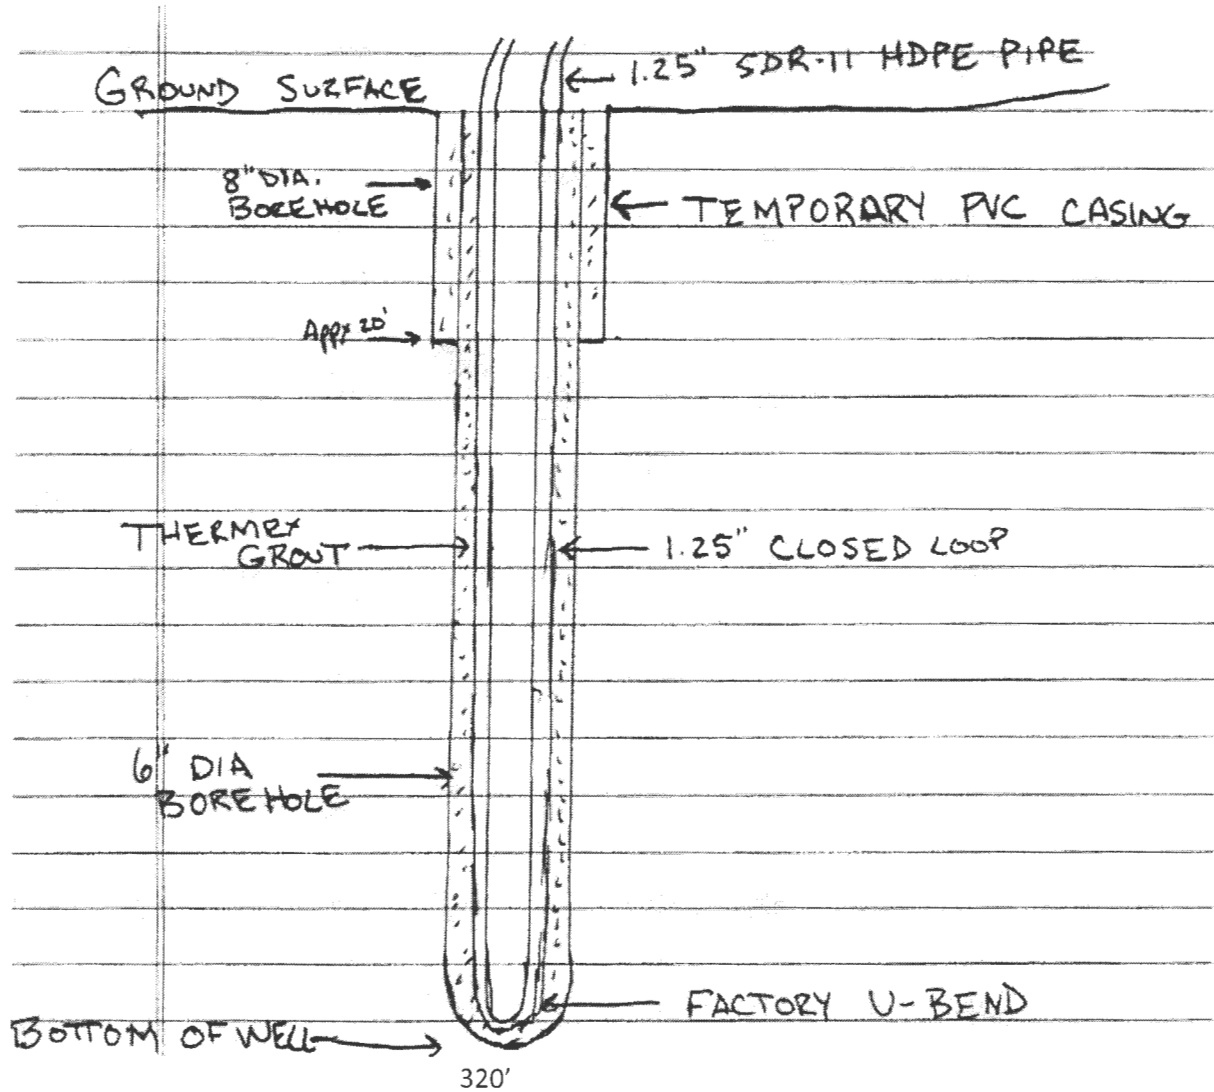 1.25" SDR-11 HDPE PIPE
GROUND SURFACE
8" DIA.
BOREHOLE
TEMPORARY PVC CASING
Appx 20'
THERMEX
GROUT
1.25" CLOSED LOOP
6" DIA
BOREHOLE
FACTORY U-BEND
BOTTOM OF WELL
320'